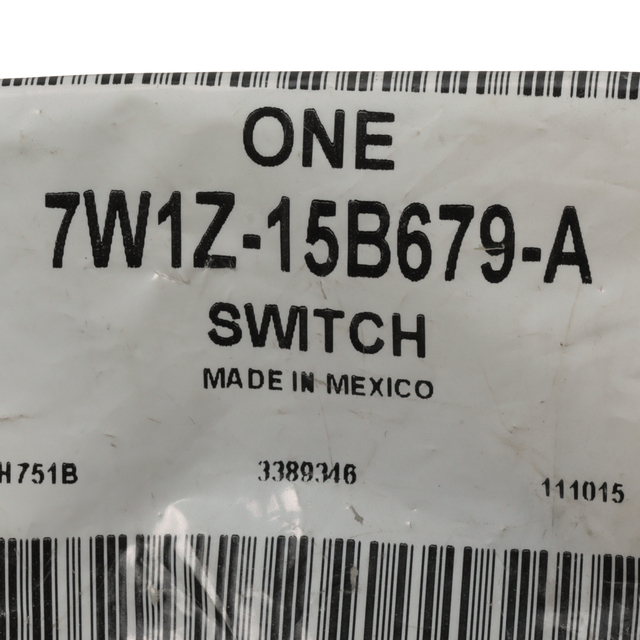 ONE
7W1Z-15B679-A
SWITCH
MADE IN MEXICO
H751B 3389346 111015